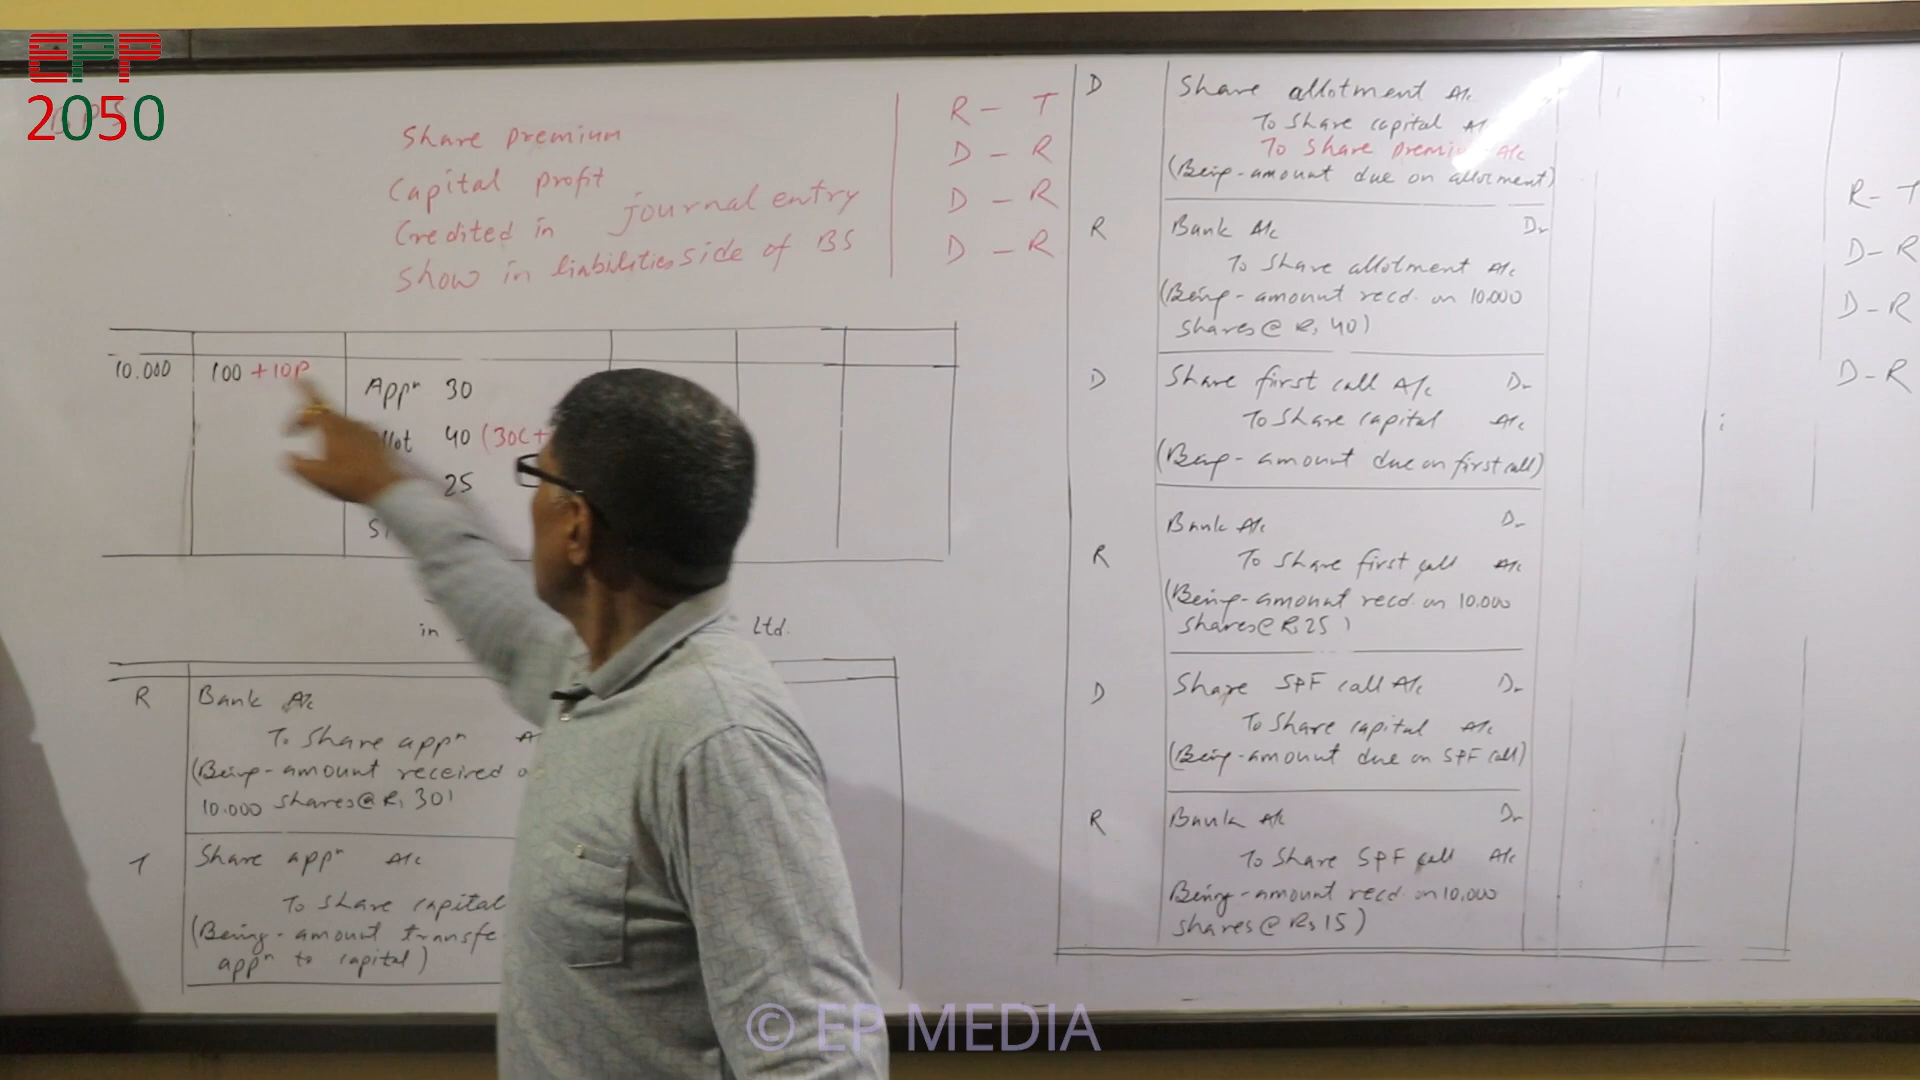 EPP
2050
Share premium
Capital profit
Credited in journal entry
Show in liabilities side of BS
R - T
D - R
D - R
D - R
10.000
100 +10P
Appⁿ 30
40 (30C+
25
in
Ltd.
R
Bank A/c
To Share appⁿ
(Being-amount received
10.000 Shares@ Rs 30)
T
Share appⁿ A/c
To Share capital
(Being-amount
appⁿ to capital)
D
Share allotment A/c
To Share capital A/c
To Share premium A/c
(Being-amount due on allotment)
R
Bank A/c Dr
To Share allotment A/c
(Being-amount recd. on 10.000
Shares@ Rs 40)
D
Share first call A/c Dr
To Share capital A/c
(Being-amount due on first call)
R
Bank A/c Dr
To Share first call A/c
(Being-amount recd. on 10.000
Shares@ Rs 25)
D
Share SPF call A/c Dr
To Share capital A/c
(Being-amount due on SPF call)
R
Bank A/c Dr
To Share SPF call A/c
Being-amount recd on 10,000
Shares@ Rs 15)
R - T
D - R
D - R
D - R
© EP MEDIA